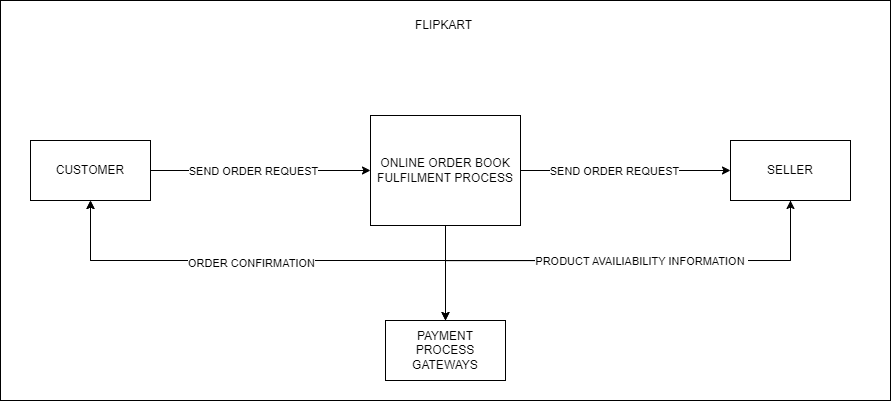 FLIPKART
CUSTOMER
SEND ORDER REQUEST
ONLINE ORDER BOOK
FULFILMENT PROCESS
SEND ORDER REQUEST
SELLER
ORDER CONFIRMATION
PRODUCT AVAILIABILITY INFORMATION
PAYMENT
PROCESS
GATEWAYS